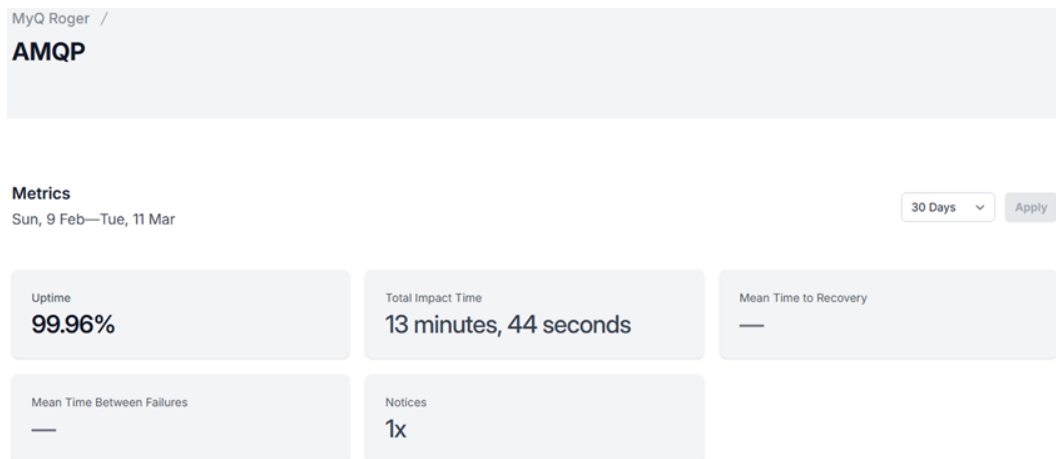 MyQ Roger /
AMQP
Metrics
Sun, 9 Feb—Tue, 11 Mar
30 Days
Apply
Uptime
99.96%
Total Impact Time
13 minutes, 44 seconds
Mean Time to Recovery
—
Mean Time Between Failures
—
Notices
1x